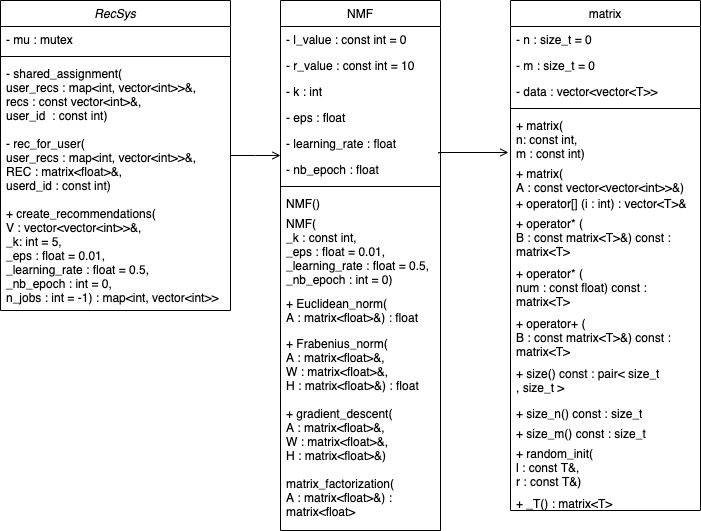 RecSys
- mu : mutex
- shared_assignment(
user_recs : map<int, vector<int>>&,
recs : const vector<int>&,
user_id  : const int)
- rec_for_user(
user_recs : map<int, vector<int>>&,
REC : matrix<float>&,
userd_id : const int)
+ create_recommendations(
V : vector<vector<int>>&,
_k: int = 5,
_eps : float = 0.01,
_learning_rate : float = 0.5,
_nb_epoch : int = 0,
n_jobs : int = -1) : map<int, vector<int>>
NMF
- l_value : const int = 0
- r_value : const int = 10
- k : int
- eps : float
- learning_rate : float
- nb_epoch : float
NMF()
NMF(
_k : const int,
_eps : float = 0.01,
_learning_rate : float = 0.5,
_nb_epoch : int = 0)
+ Euclidean_norm(
A : matrix<float>&) : float
+ Frabenius_norm(
A : matrix<float>&,
W : matrix<float>&,
H : matrix<float>&) : float
+ gradient_descent(
A : matrix<float>&,
W : matrix<float>&,
H : matrix<float>&)
matrix_factorization(
A : matrix<float>&) :
matrix<float>
matrix
- n : size_t = 0
- m : size_t = 0
- data : vector<vector<T>>
+ matrix(
n: const int,
m : const int)
+ matrix(
A : const vector<vector<int>>&)
+ operator[] (i : int) : vector<T>&
+ operator* (
B : const matrix<T>&) const :
matrix<T>
+ operator* (
num : const float) const :
matrix<T>
+ operator+ (
B : const matrix<T>&) const :
matrix<T>
+ size() const : pair< size_t
, size_t >
+ size_n() const : size_t
+ size_m() const : size_t
+ random_init(
l : const T&,
r : const T&)
+ _T() : matrix<T>